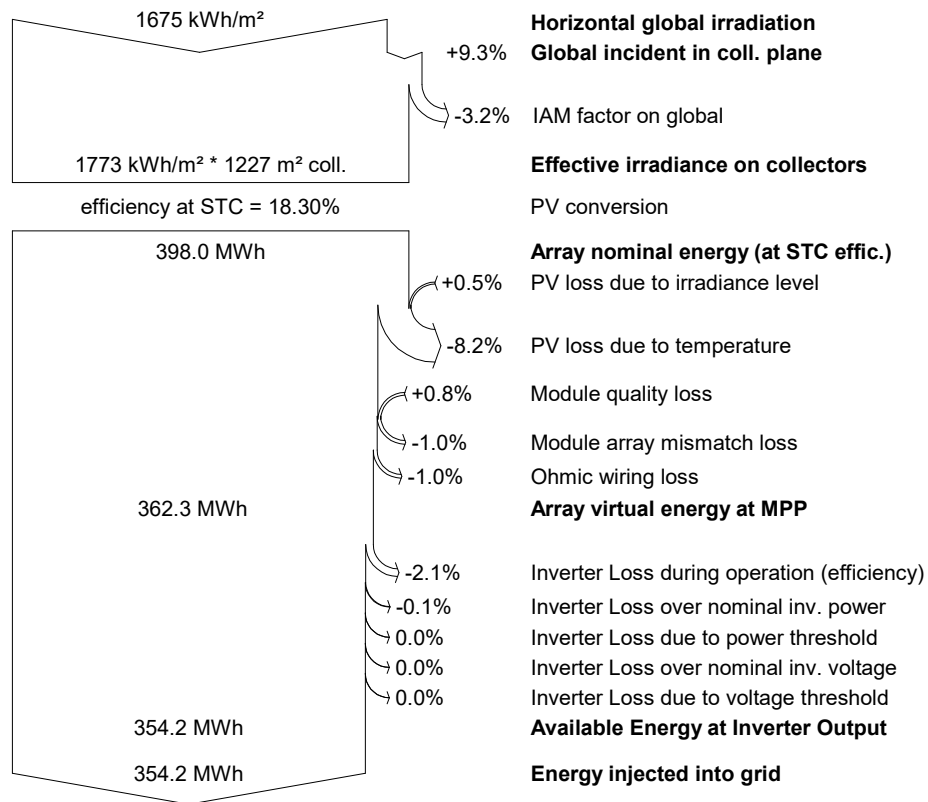 1675 kWh/m² Horizontal global irradiation
+9.3% Global incident in coll. plane
-3.2% IAM factor on global
1773 kWh/m² * 1227 m² coll. Effective irradiance on collectors
efficiency at STC = 18.30% PV conversion
398.0 MWh Array nominal energy (at STC effic.)
+0.5% PV loss due to irradiance level
-8.2% PV loss due to temperature
+0.8% Module quality loss
-1.0% Module array mismatch loss
-1.0% Ohmic wiring loss
362.3 MWh Array virtual energy at MPP
-2.1% Inverter Loss during operation (efficiency)
-0.1% Inverter Loss over nominal inv. power
0.0% Inverter Loss due to power threshold
0.0% Inverter Loss over nominal inv. voltage
0.0% Inverter Loss due to voltage threshold
354.2 MWh Available Energy at Inverter Output
354.2 MWh Energy injected into grid